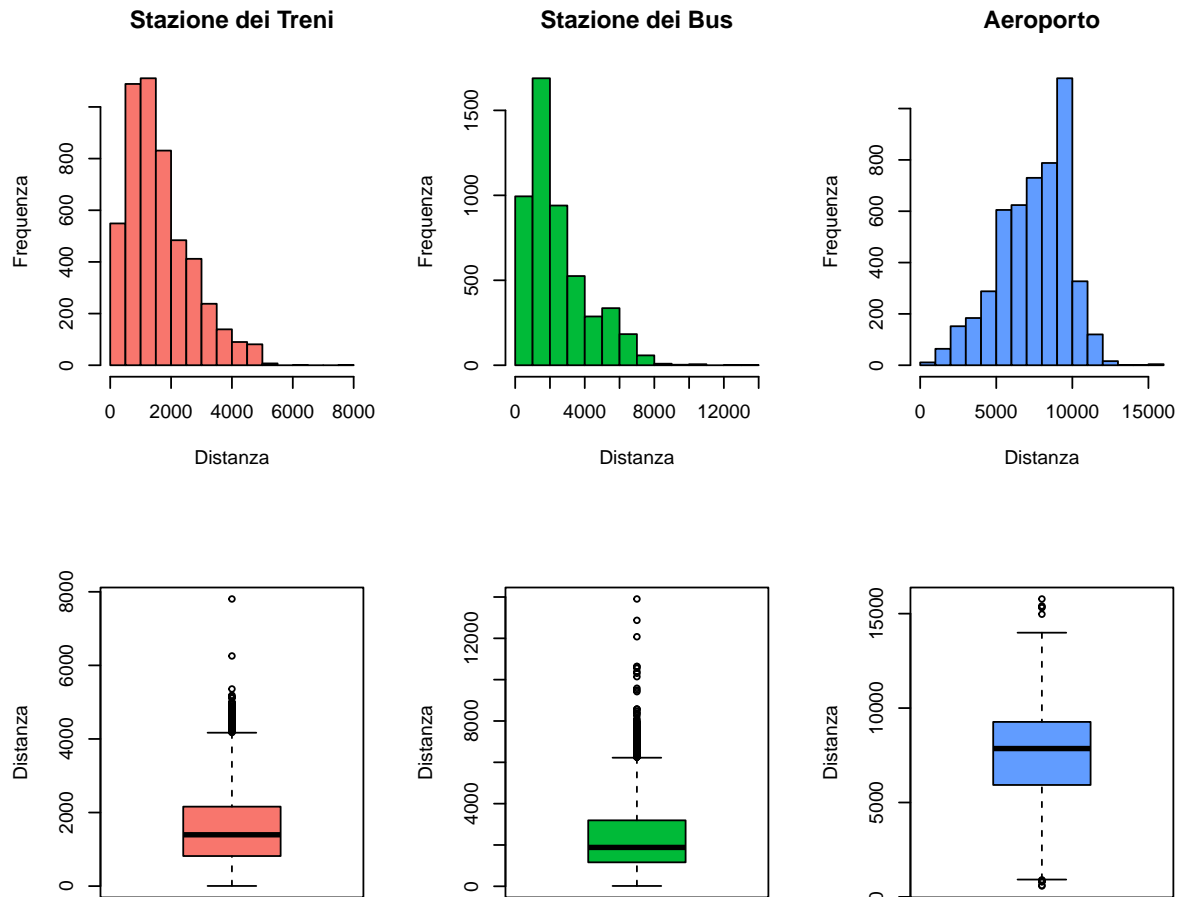 Stazione dei Treni
Stazione dei Bus
Aeroporto
Frequenza
0 200 400 600 800
0 2000 4000 6000 8000
Distanza
Frequenza
0 500 1000 1500
0 4000 8000 12000
Distanza
Frequenza
0 200 400 600 800
0 5000 10000 15000
Distanza
Distanza
0 2000 4000 6000 8000
Distanza
0 4000 8000 12000
Distanza
0 5000 10000 15000